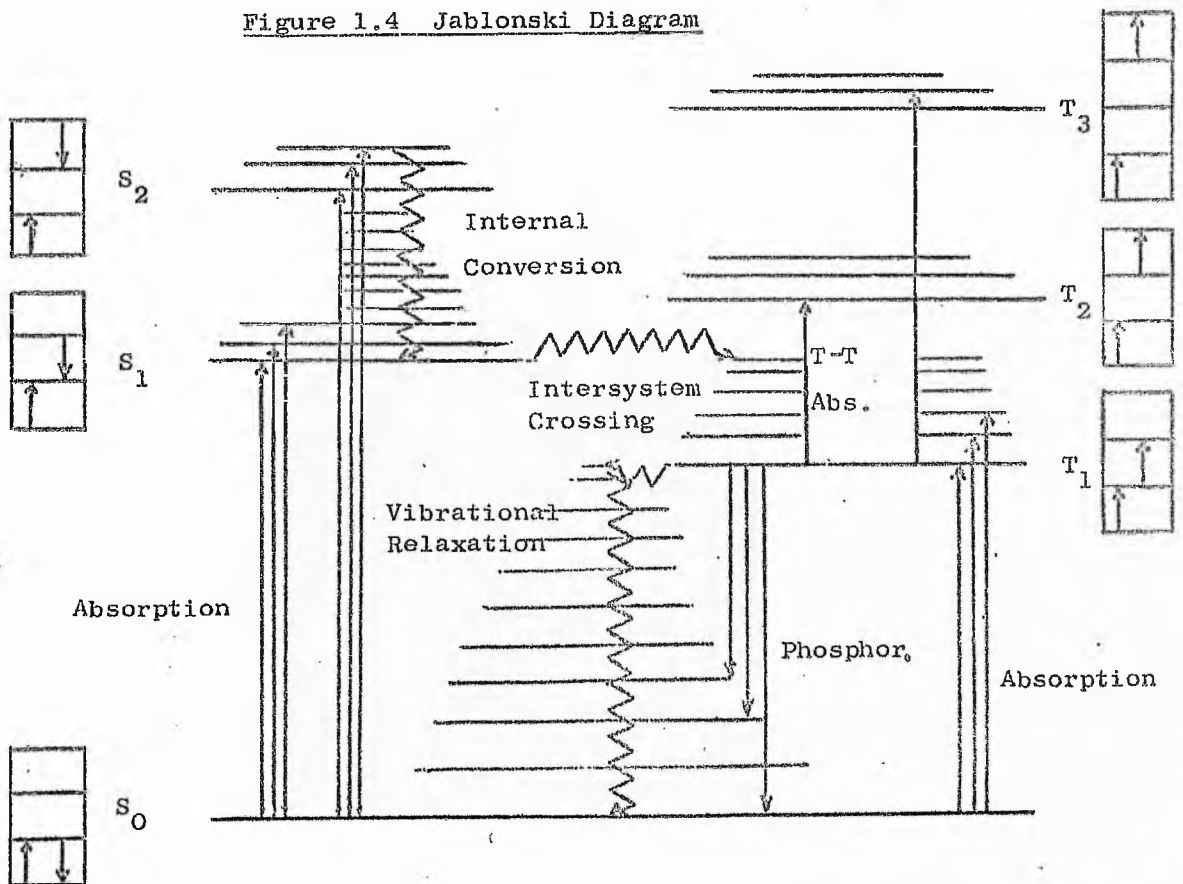 Figure 1.4 Jablonski Diagram
T3
S2
Internal
Conversion
T2
S1
T-T
Intersystem
Crossing
Abs.
T1
Vibrational
Relaxation
Absorption
Phosphor.
Absorption
S0